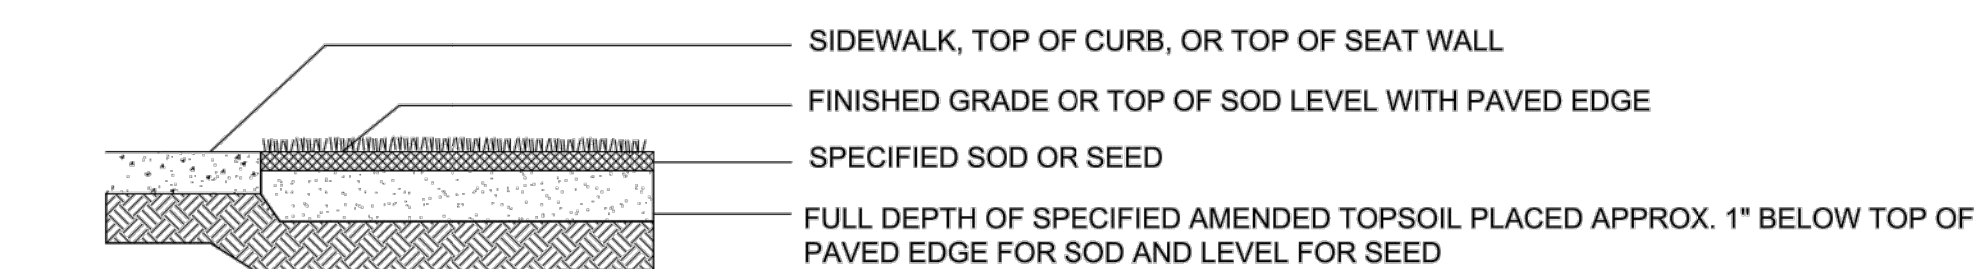 SIDEWALK, TOP OF CURB, OR TOP OF SEAT WALL
FINISHED GRADE OR TOP OF SOD LEVEL WITH PAVED EDGE
SPECIFIED SOD OR SEED
FULL DEPTH OF SPECIFIED AMENDED TOPSOIL PLACED APPROX. 1" BELOW TOP OF
PAVED EDGE FOR SOD AND LEVEL FOR SEED